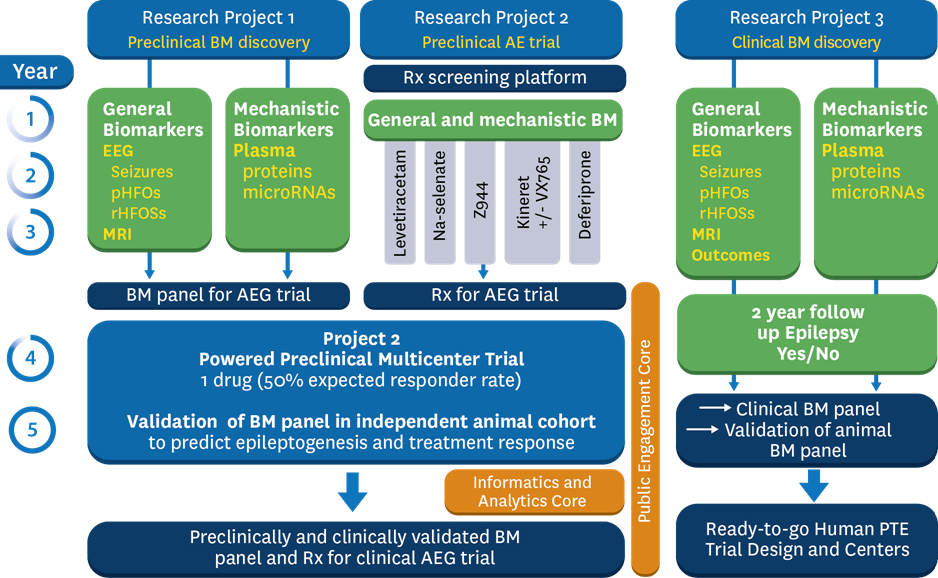 Research Project 1
Preclinical BM discovery
Research Project 2
Preclinical AE trial
Research Project 3
Clinical BM discovery
Year
1
2
3
4
5
General
Biomarkers
EEG
Seizures
pHFOs
rHFOSs
MRI
Mechanistic
Biomarkers
Plasma
proteins
microRNAs
BM panel for AEG trial
Rx screening platform
General and mechanistic BM
Levetiracetam
Na-selenate
Z944
Kineret
+/- VX765
Deferiprone
Rx for AEG trial
Project 2
Powered Preclinical Multicenter Trial
1 drug (50% expected responder rate)
Validation of BM panel in independent animal cohort
to predict epileptogenesis and treatment response
Informatics and
Analytics Core
Preclinically and clinically validated BM
panel and Rx for clinical AEG trial
Public Engagement Core
General
Biomarkers
EEG
Seizures
pHFOs
rHFOSs
MRI
Outcomes
Mechanistic
Biomarkers
Plasma
proteins
microRNAs
2 year follow
up Epilepsy
Yes/No
→ Clinical BM panel
→ Validation of animal
BM panel
Ready-to-go Human PTE
Trial Design and Centers